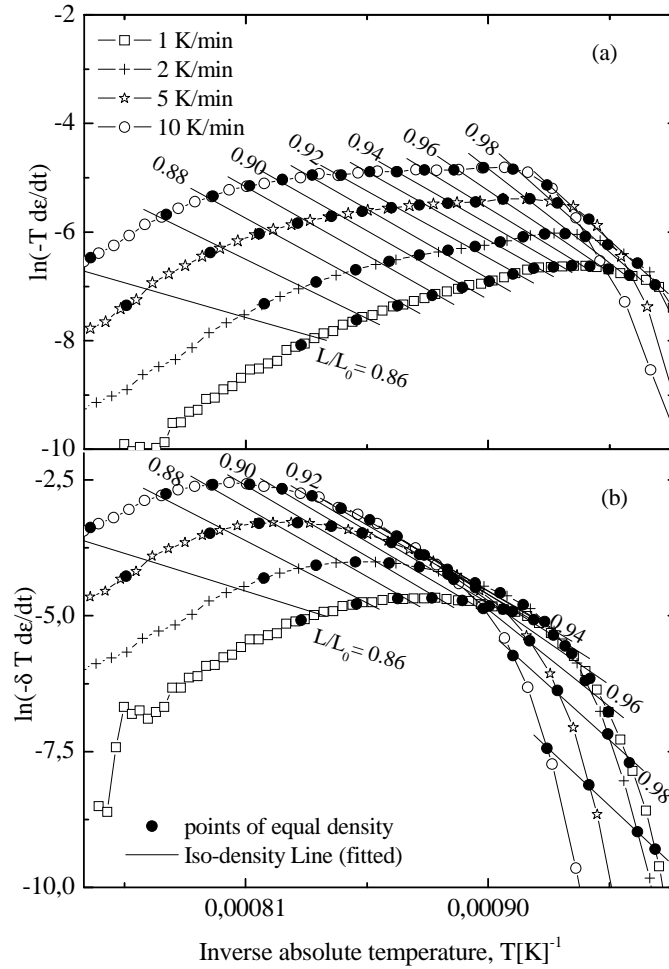 -2
1 K/min
2 K/min
5 K/min
10 K/min
(a)
-4
0.98
0.96
0.94
0.92
0.90
0.88
-6
ln(-T dε/dt)
-8
L/L0= 0.86
-10
-2,5
0.92
0.90
0.88
(b)
-5,0
ln(-δ T dε/dt)
L/L0= 0.86
0.94
0.96
-7,5
0.98
points of equal density
Iso-density Line (fitted)
-10,0
0,00081
0,00090
Inverse absolute temperature, T[K]-1